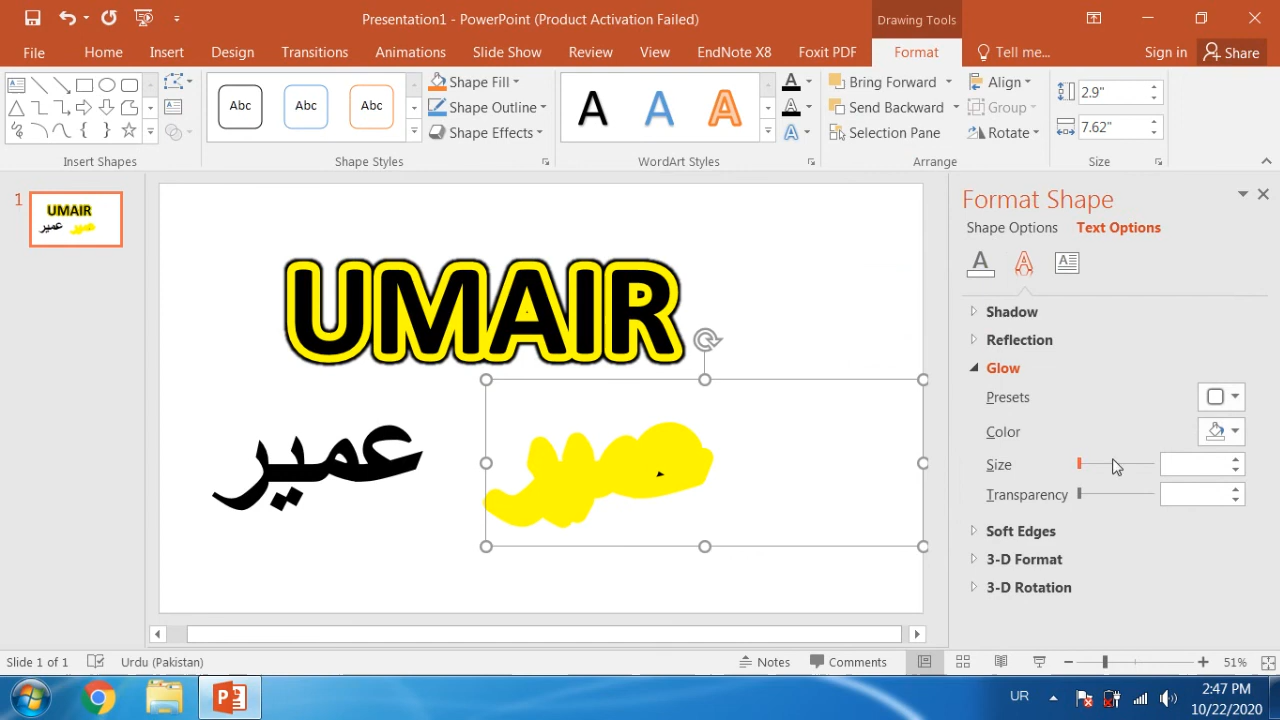 Presentation1 - PowerPoint (Product Activation Failed)
Drawing Tools
File Home Insert Design Transitions Animations Slide Show Review View EndNote X8 Foxit PDF Format Tell me... Sign in Share
Abc Abc Abc
Shape Fill
Shape Outline
Shape Effects
A A A
A
A
A
Bring Forward
Send Backward
Selection Pane
Align
Group
Rotate
2.9"
7.62"
Insert Shapes Shape Styles WordArt Styles Arrange Size
1
UMAIR
عمیر
UMAIR
عمیر
Format Shape
Shape Options Text Options
Shadow
Reflection
Glow
Presets
Color
Size
Transparency
Soft Edges
3-D Format
3-D Rotation
Slide 1 of 1 Urdu (Pakistan) Notes Comments 51%
UR 2:47 PM
10/22/2020